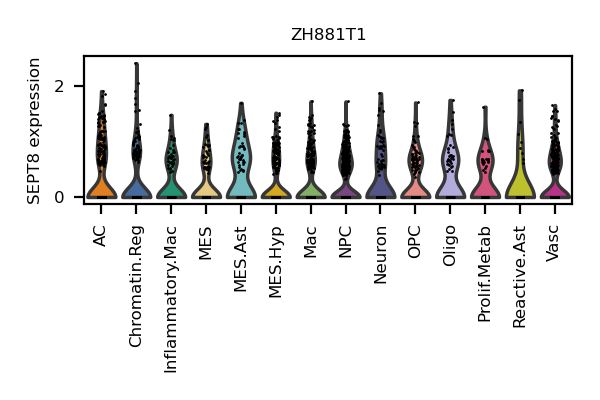 ZH881T1
SEPT8 expression
2
0
AC
Chromatin.Reg
Inflammatory.Mac
MES
MES.Ast
MES.Hyp
Mac
NPC
Neuron
OPC
Oligo
Prolif.Metab
Reactive.Ast
Vasc